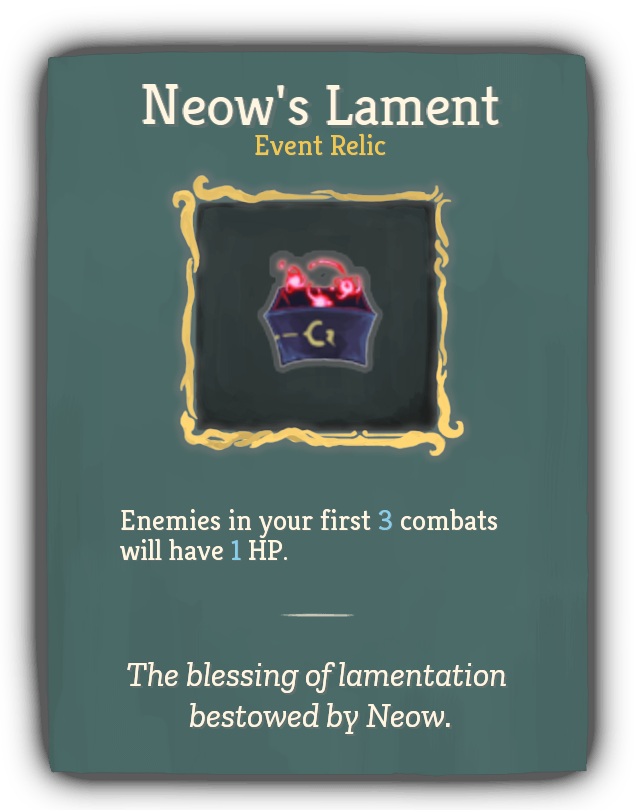 Neow's Lament
Event Relic
Enemies in your first 3 combats
will have 1 HP.
The blessing of lamentation
bestowed by Neow.